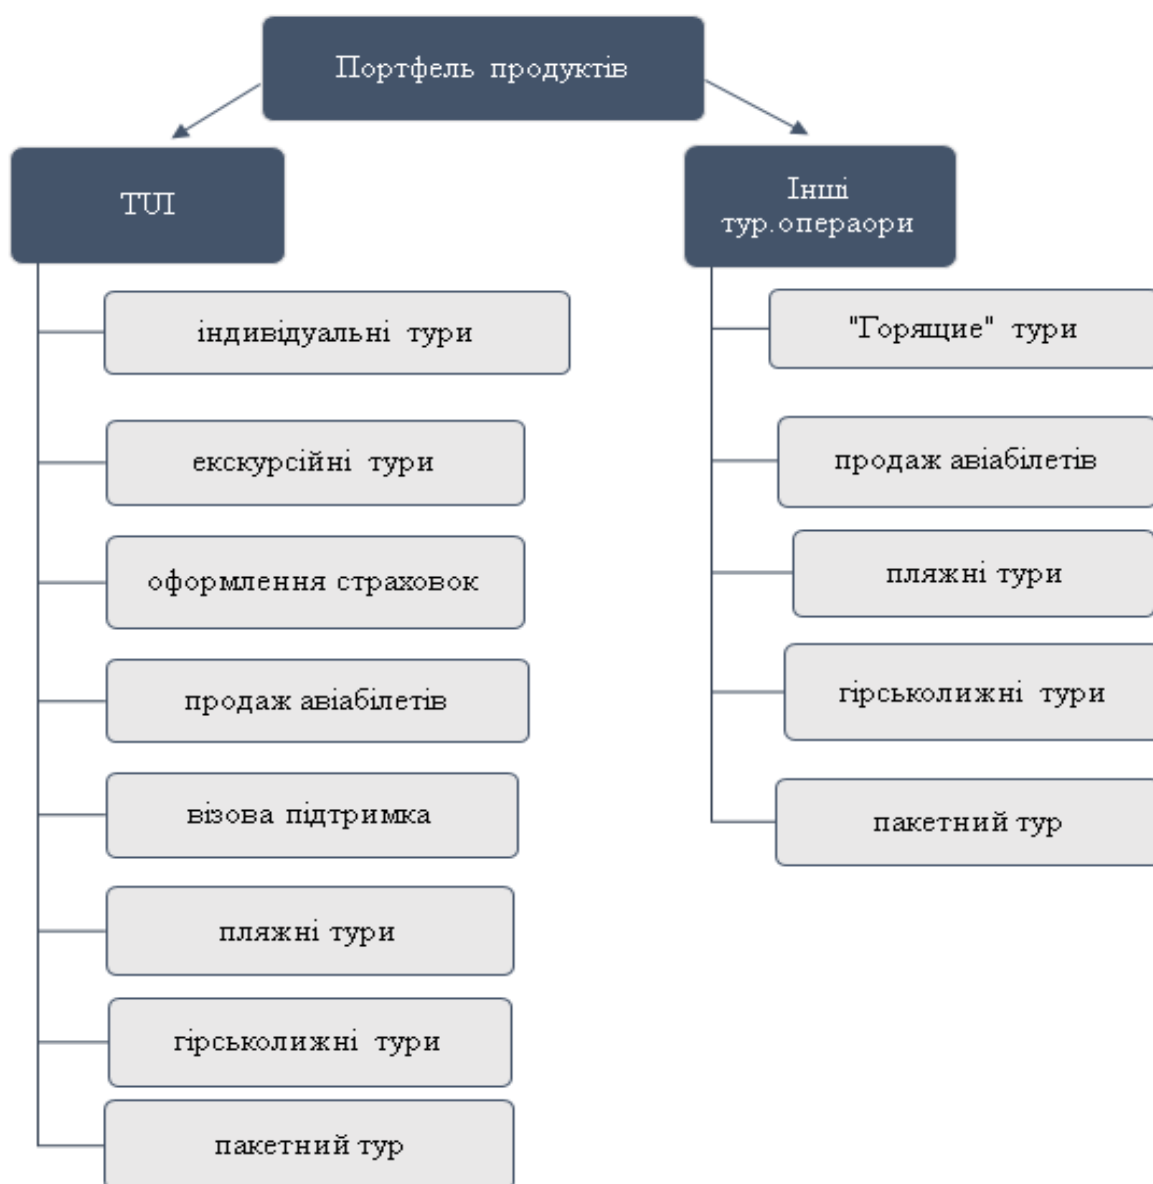 Портфель продуктів
TUI
індивідуальні тури
екскурсійні тури
оформлення страховок
продаж авіабілетів
візова підтримка
пляжні тури
гірськолижні тури
пакетний тур
Інші
тур.операори
"Горящие" тури
продаж авіабілетів
пляжні тури
гірськолижні тури
пакетний тур